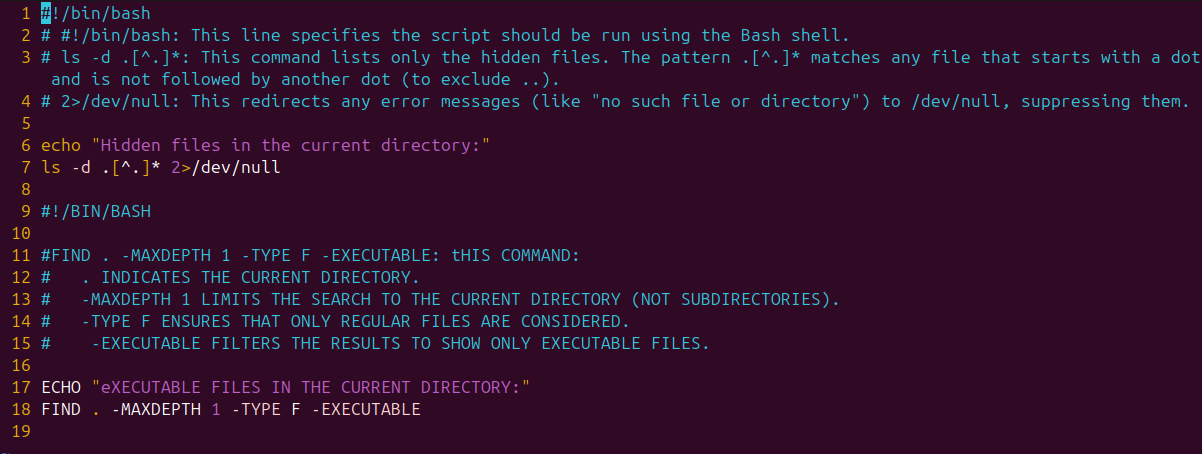 1 #!/bin/bash
2 # #!/bin/bash: This line specifies the script should be run using the Bash shell.
3 # ls -d .[^.]*: This command lists only the hidden files. The pattern .[^.]* matches any file that starts with a dot
and is not followed by another dot (to exclude ..).
4 # 2>/dev/null: This redirects any error messages (like "no such file or directory") to /dev/null, suppressing them.
5
6 echo "Hidden files in the current directory:"
7 ls -d .[^.]* 2>/dev/null
8
9 #!/BIN/BASH
10
11 #FIND . -MAXDEPTH 1 -TYPE F -EXECUTABLE: tHIS COMMAND:
12 #   . INDICATES THE CURRENT DIRECTORY.
13 #   -MAXDEPTH 1 LIMITS THE SEARCH TO THE CURRENT DIRECTORY (NOT SUBDIRECTORIES).
14 #   -TYPE F ENSURES THAT ONLY REGULAR FILES ARE CONSIDERED.
15 #    -EXECUTABLE FILTERS THE RESULTS TO SHOW ONLY EXECUTABLE FILES.
16
17 ECHO "eXECUTABLE FILES IN THE CURRENT DIRECTORY:"
18 FIND . -MAXDEPTH 1 -TYPE F -EXECUTABLE
19